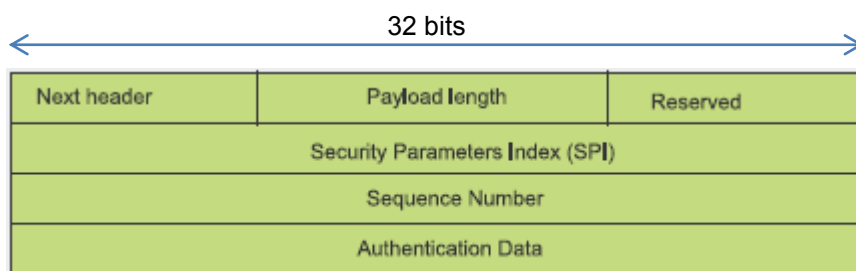 32 bits
Next header Payload length Reserved
Security Parameters Index (SPI)
Sequence Number
Authentication Data